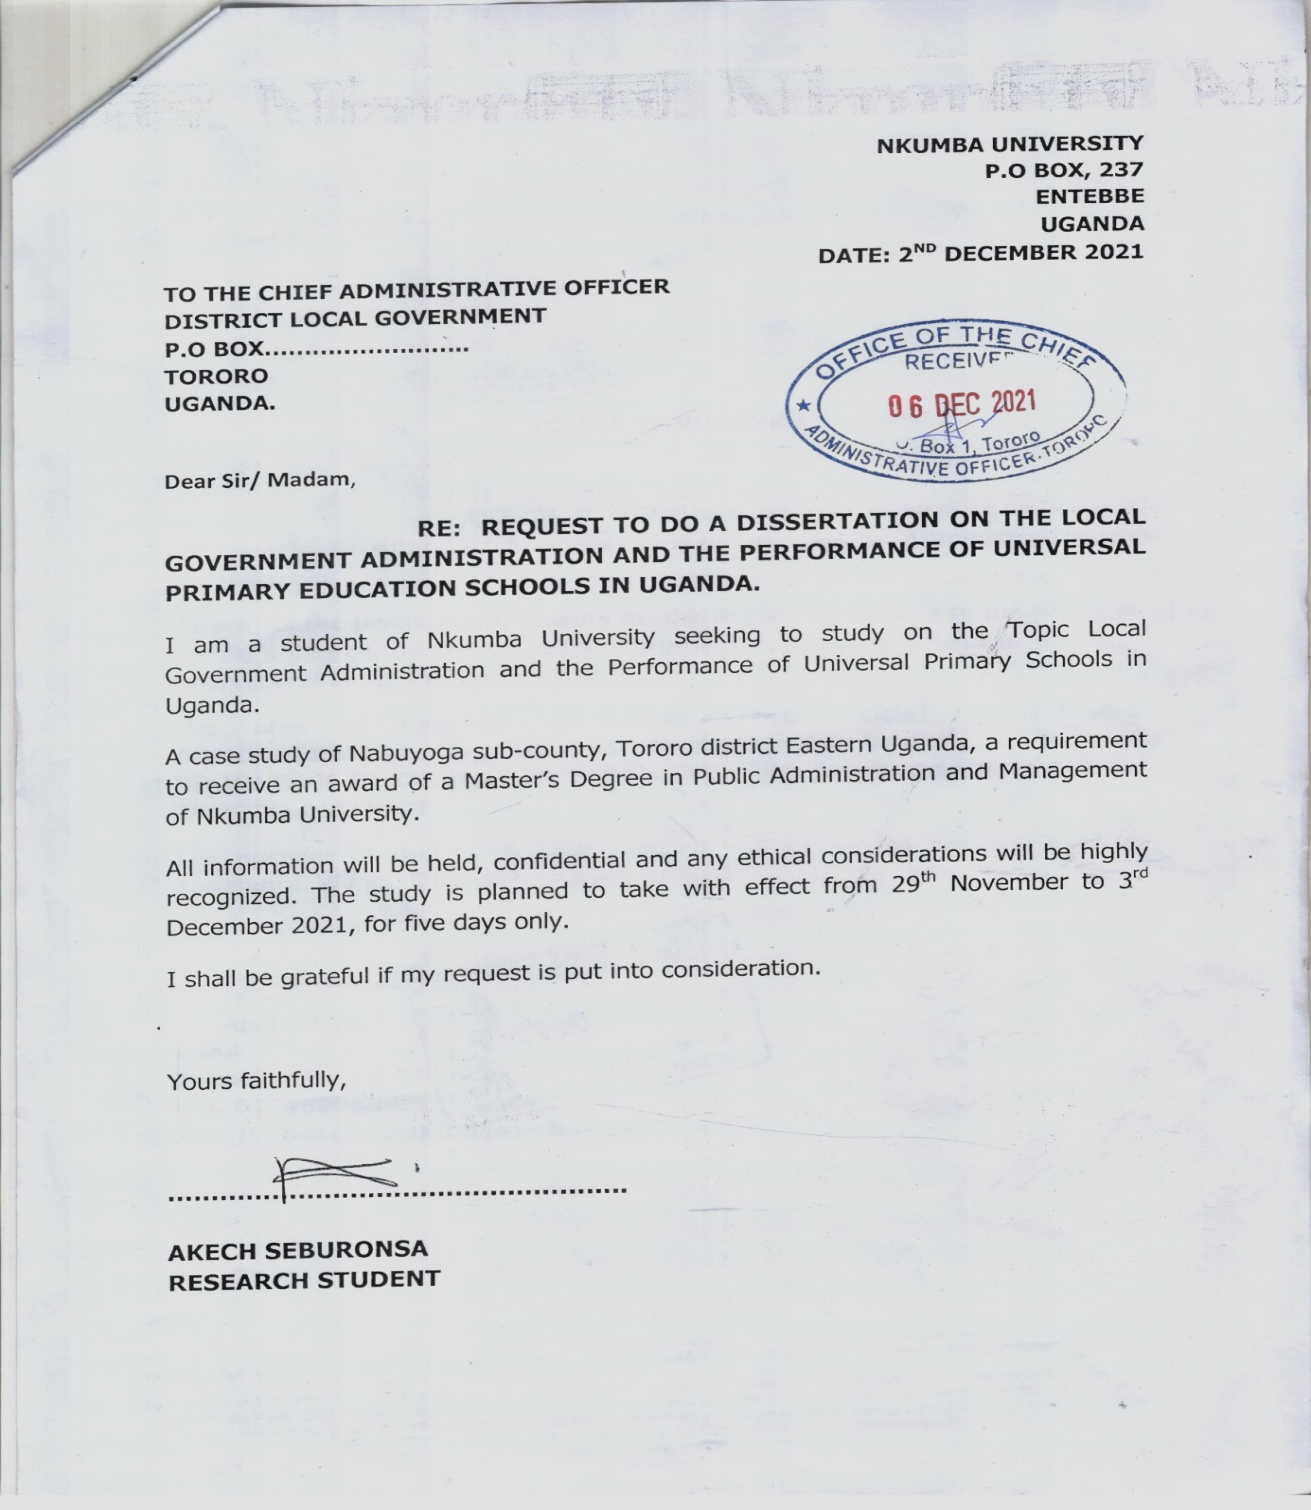 NKUMBA UNIVERSITY
P.O BOX, 237
ENTEBBE
UGANDA
DATE: 2ND DECEMBER 2021
TO THE CHIEF ADMINISTRATIVE OFFICER
DISTRICT LOCAL GOVERNMENT
P.O BOX..........................
TORORO
UGANDA.
OFFICE OF THE CHIEF
RECEIVE
06 DEC 2021
. Box 1, Tororo
ADMINISTRATIVE OFFICER-TORORO
Dear Sir/ Madam,
RE: REQUEST TO DO A DISSERTATION ON THE LOCAL
GOVERNMENT ADMINISTRATION AND THE PERFORMANCE OF UNIVERSAL
PRIMARY EDUCATION SCHOOLS IN UGANDA.
I am a student of Nkumba University seeking to study on the Topic Local
Government Administration and the Performance of Universal Primary Schools in
Uganda.
A case study of Nabuyoga sub-county, Tororo district Eastern Uganda, a requirement
to receive an award of a Master's Degree in Public Administration and Management
of Nkumba University.
All information will be held, confidential and any ethical considerations will be highly
recognized. The study is planned to take with effect from 29th November to 3rd
December 2021, for five days only.
I shall be grateful if my request is put into consideration.
Yours faithfully,
AKECH SEBURONSA
RESEARCH STUDENT